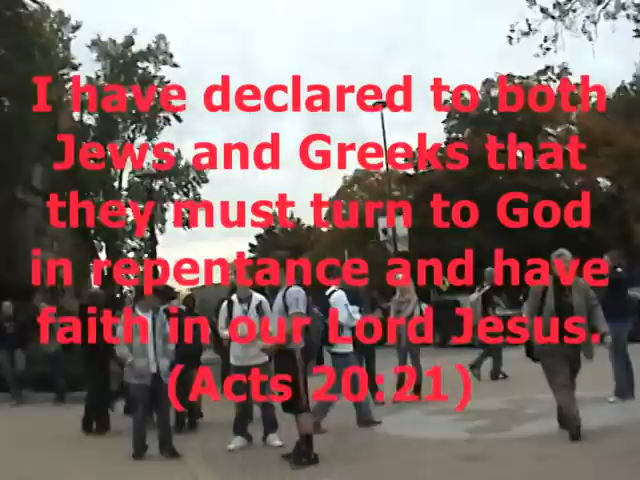 I have declared to both
Jews and Greeks that
they must turn to God
in repentance and have
faith in our Lord Jesus.
(Acts 20:21)